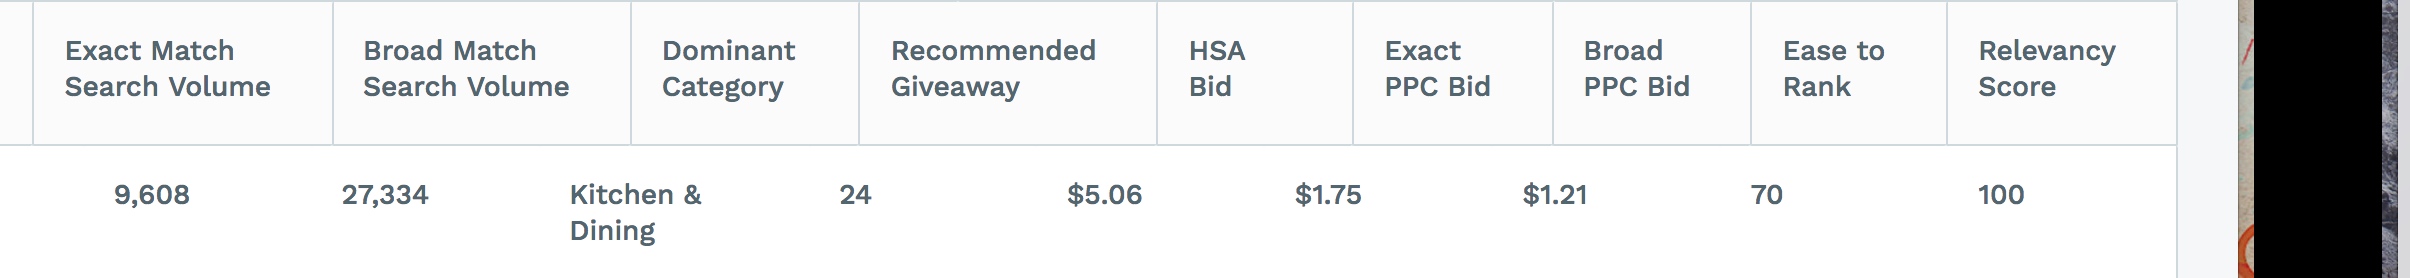 Exact Match
Search Volume
Broad Match
Search Volume
Dominant
Category
Recommended
Giveaway
HSA
Bid
Exact
PPC Bid
Broad
PPC Bid
Ease to
Rank
Relevancy
Score
9,608
27,334
Kitchen &
Dining
24
$5.06
$1.75
$1.21
70
100